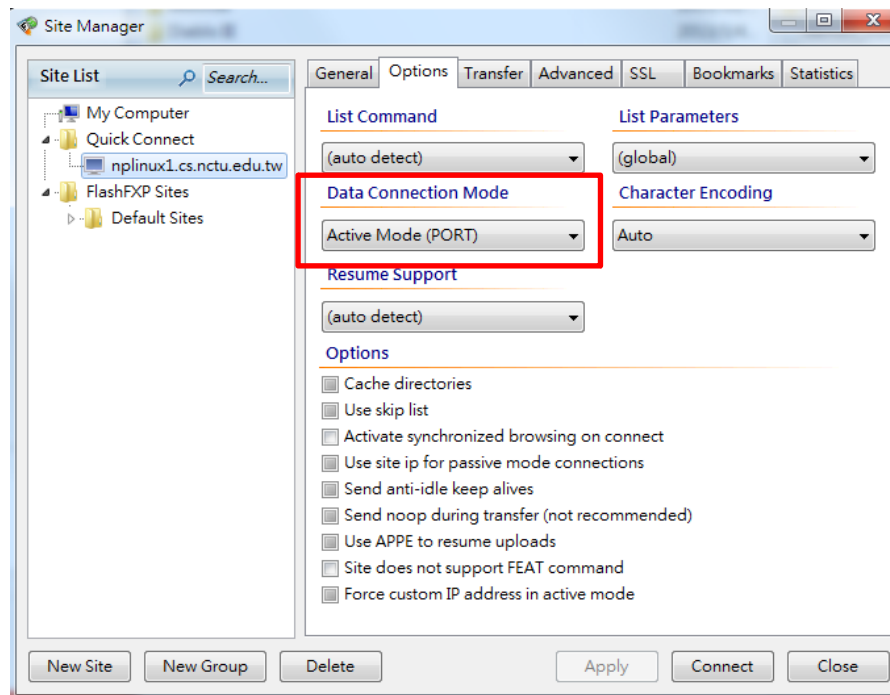 Site Manager
Site List
Search...
My Computer
Quick Connect
nplinux1.cs.nctu.edu.tw
FlashFXP Sites
Default Sites
General Options Transfer Advanced SSL Bookmarks Statistics
List Command List Parameters
(auto detect) (global)
Data Connection Mode Character Encoding
Active Mode (PORT) Auto
Resume Support
(auto detect)
Options
Cache directories
Use skip list
Activate synchronized browsing on connect
Use site ip for passive mode connections
Send anti-idle keep alives
Send noop during transfer (not recommended)
Use APPE to resume uploads
Site does not support FEAT command
Force custom IP address in active mode
New Site New Group Delete Apply Connect Close